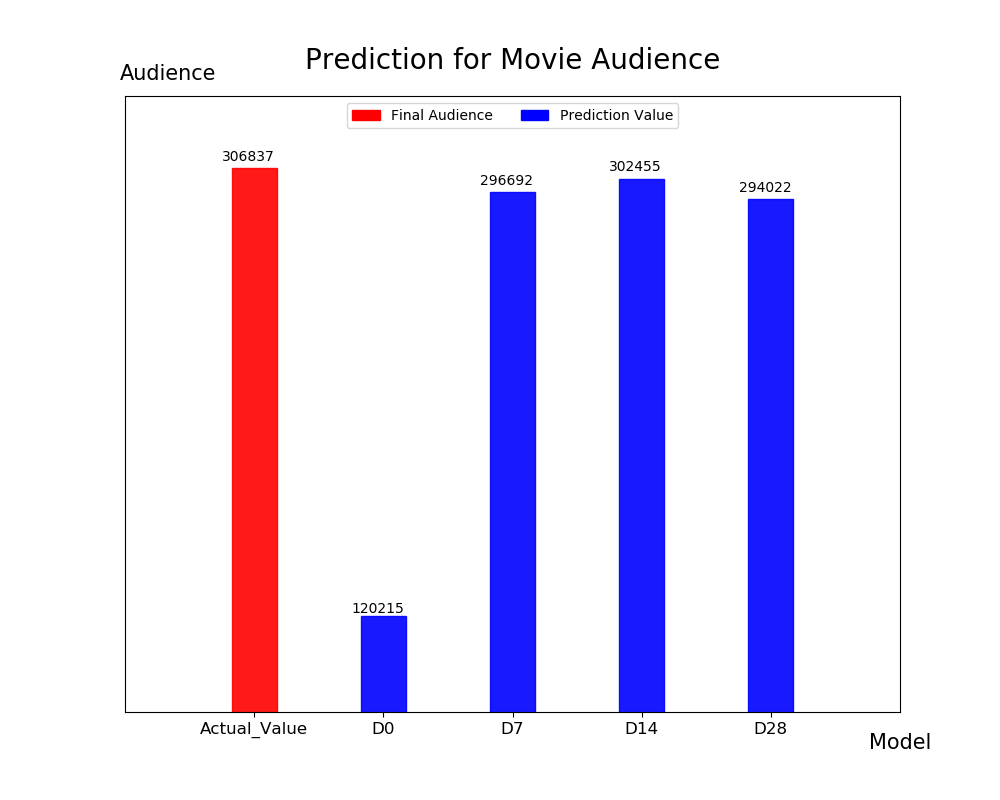 Prediction for Movie Audience
Audience
Final Audience Prediction Value
306837
302455
296692
294022
120215
Actual_Value D0 D7 D14 D28
Model